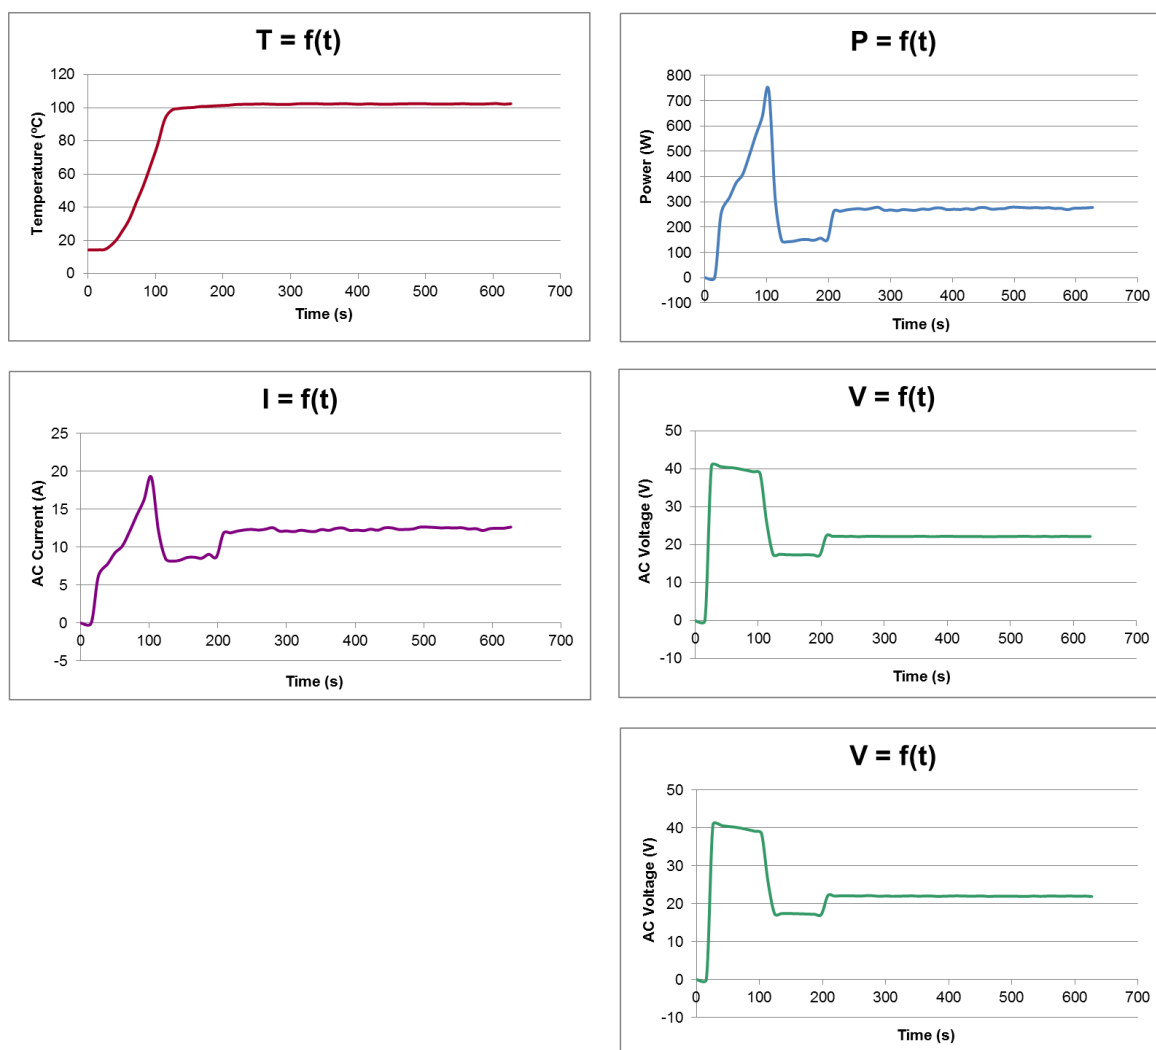 T = f(t)
Temperature (ºC)
120
100
80
60
40
20
0
0 100 200 300 400 500 600 700
Time (s)
P = f(t)
Power (W)
800
700
600
500
400
300
200
100
0
-100
0 100 200 300 400 500 600 700
Time (s)
I = f(t)
AC Current (A)
25
20
15
10
5
0
-5
0 100 200 300 400 500 600 700
Time (s)
V = f(t)
AC Voltage (V)
50
40
30
20
10
0
-10
0 100 200 300 400 500 600 700
Time (s)
V = f(t)
AC Voltage (V)
50
40
30
20
10
0
-10
0 100 200 300 400 500 600 700
Time (s)